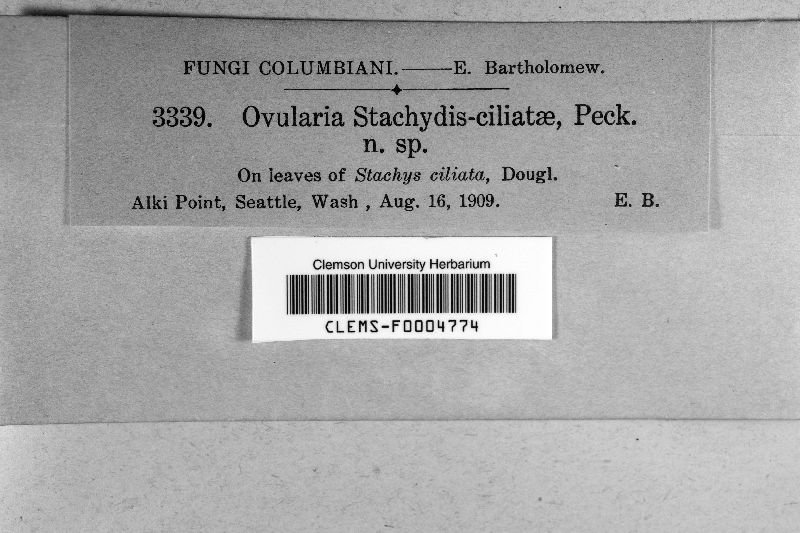 FUNGI COLUMBIANI.——E. Bartholomew.
3339. Ovularia Stachydis-ciliatæ, Peck.
n. sp.
On leaves of Stachys ciliata, Dougl.
Alki Point, Seattle, Wash , Aug. 16, 1909. E. B.
Clemson University Herbarium
CLEMS-F0004774